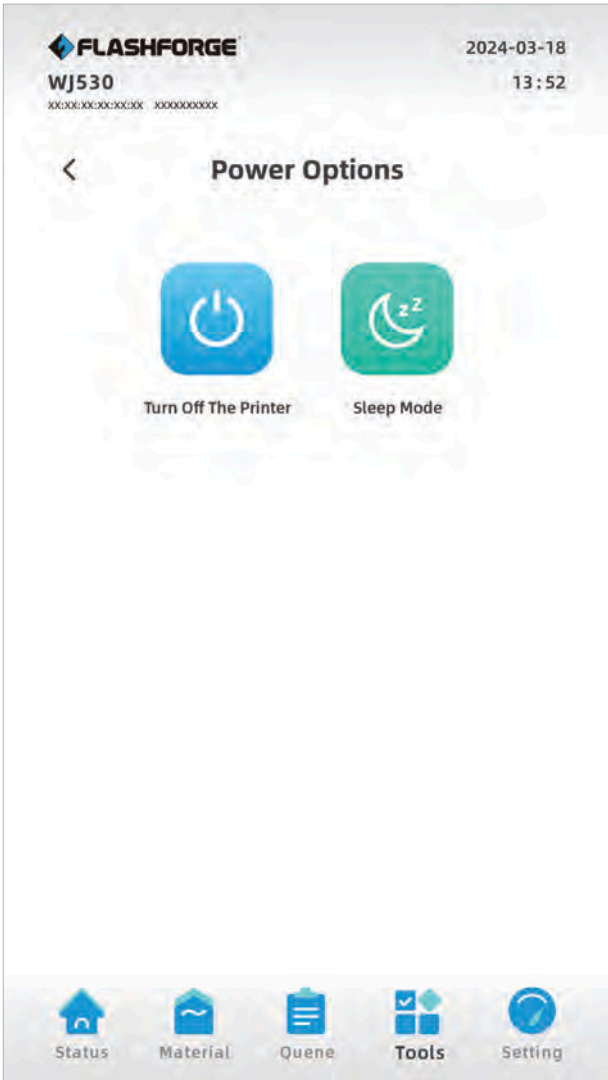 FLASHFORGE 2024-03-18
WJ530 13:52
xx:xx:xx:xx:xx:xx xxxxxxxxxx
Power Options
z z
Turn Off The Printer Sleep Mode
Status Material Quene Tools Setting